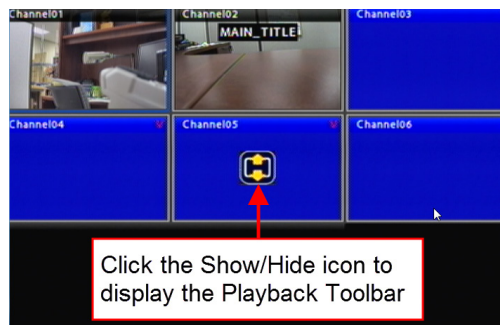 Channel01
Channel02
Channel03
MAIN_TITLE
Channel04
V
Channel05
V
Channel06
Click the Show/Hide icon to
display the Playback Toolbar